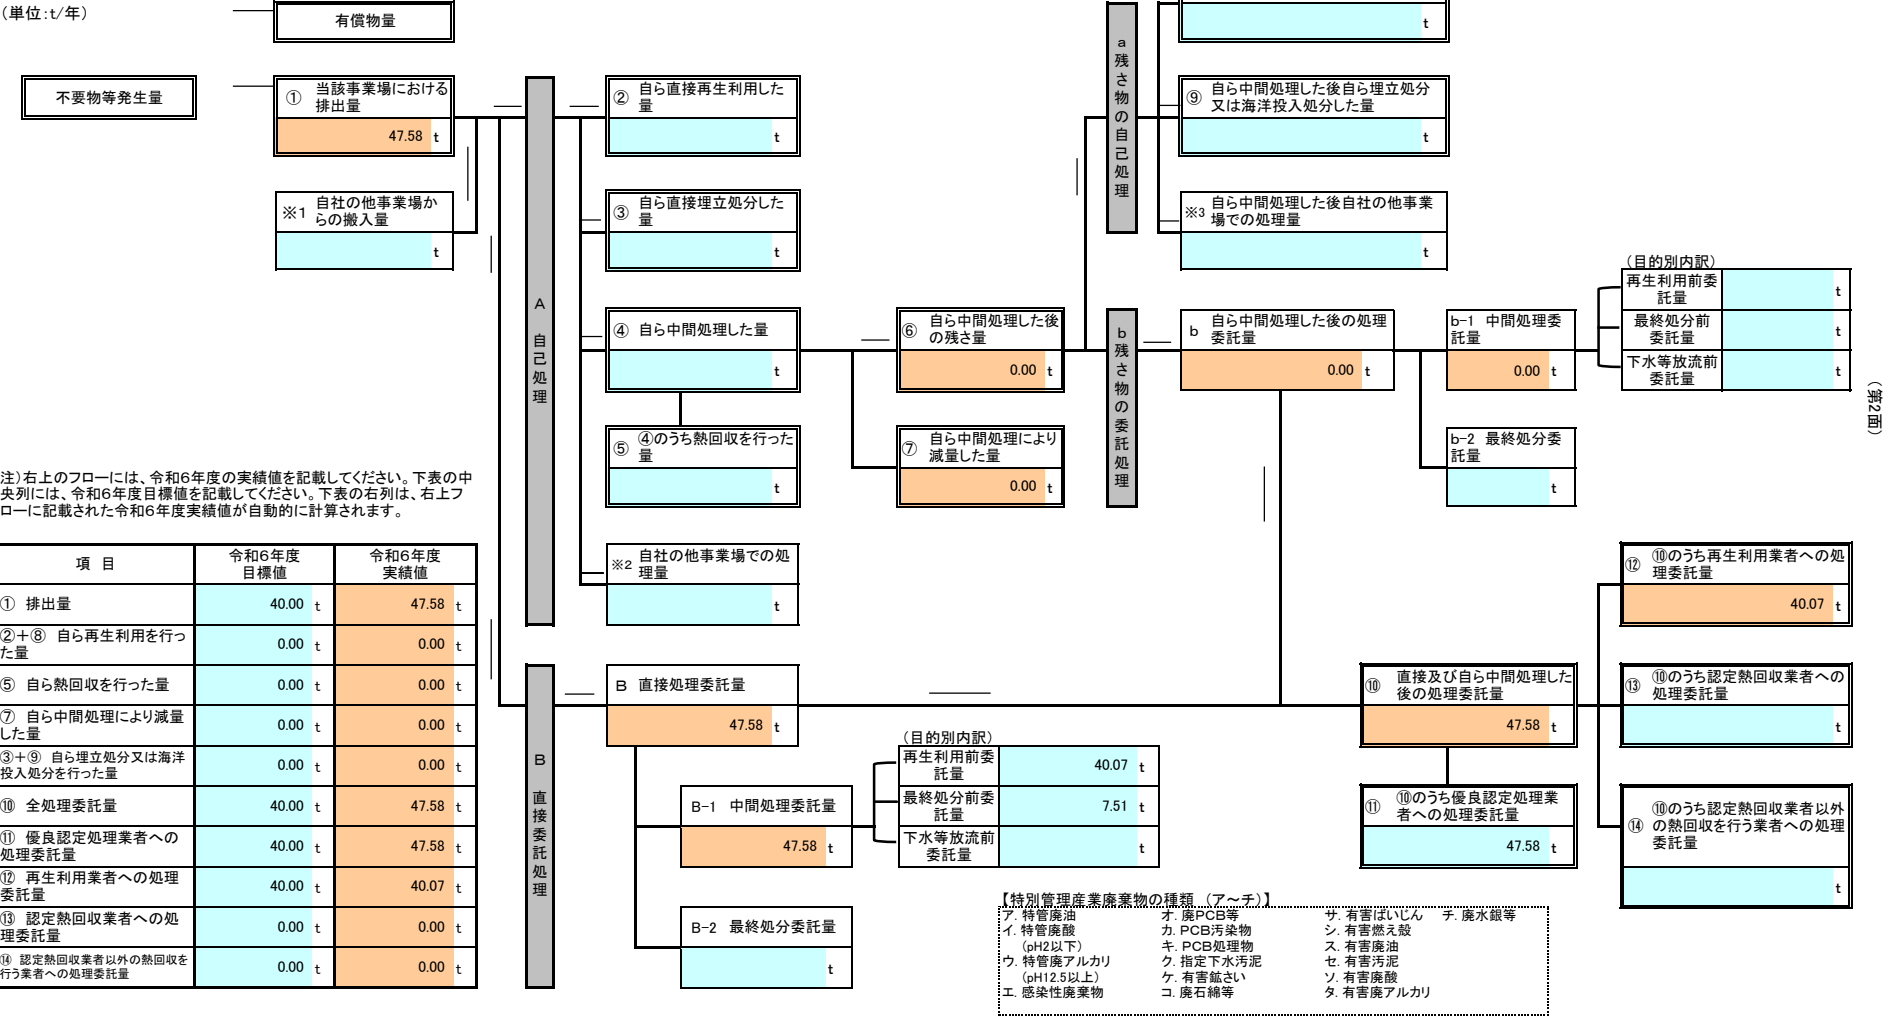 （単位:t/年）
有償物量
t
不要物等発生量
① 当該事業場における
排出量
47.58 t
② 自ら直接再生利用した
量
t
⑨ 自ら中間処理した後自ら埋立処分
又は海洋投入処分した量
t
a 残さ物の自己処理
※1 自社の他事業場か
らの搬入量
t
③ 自ら直接埋立処分した
量
t
※3 自ら中間処理した後自社の他事業
場での処理量
t
A 自己処理
④ 自ら中間処理した量
t
⑥ 自ら中間処理した後
の残さ量
0.00 t
b 残さ物の委託処理
b 自ら中間処理した後の処理
委託量
0.00 t
b-1 中間処理委
託量
0.00 t
（目的別内訳）
再生利用前委
託量
t
最終処分前
委託量
t
下水等放流前
委託量
t
（第2面）
⑤ ④のうち熱回収を行った
量
t
⑦ 自ら中間処理により
減量した量
0.00 t
b-2 最終処分委
託量
t
注）右上のフローには、令和6年度の実績値を記載してください。下表の中
央列には、令和6年度目標値を記載してください。下表の右列は、右上フ
ローに記載された令和6年度実績値が自動的に計算されます。
※2 自社の他事業場での処
理量
t
⑫ ⑩のうち再生利用業者への処
理委託量
40.07 t
項 目
令和6年度
目標値
令和6年度
実績値
① 排出量
40.00 t
47.58 t
②＋⑧ 自ら再生利用を行っ
た量
0.00 t
0.00 t
⑤ 自ら熱回収を行った量
0.00 t
0.00 t
⑦ 自ら中間処理により減量
した量
0.00 t
0.00 t
③＋⑨ 自ら埋立処分又は海洋
投入処分を行った量
0.00 t
0.00 t
⑩ 全処理委託量
40.00 t
47.58 t
⑪ 優良認定処理業者への
処理委託量
40.00 t
47.58 t
⑫ 再生利用業者への処理
委託量
40.00 t
40.07 t
⑬ 認定熱回収業者への処
理委託量
0.00 t
0.00 t
⑭ 認定熱回収業者以外の熱回収を
行う業者への処理委託量
0.00 t
0.00 t
B 直接委託処理
B 直接処理委託量
47.58 t
⑩ 直接及び自ら中間処理した
後の処理委託量
47.58 t
⑬ ⑩のうち認定熱回収業者への
処理委託量
t
（目的別内訳）
再生利用前委
託量
40.07 t
最終処分前委
託量
7.51 t
下水等放流前
委託量
t
B-1 中間処理委託量
47.58 t
⑪ ⑩のうち優良認定処理業
者への処理委託量
47.58 t
⑭ ⑩のうち認定熱回収業者以外
の熱回収を行う業者への処理
委託量
t
B-2 最終処分委託量
t
【特別管理産業廃棄物の種類 （ア～チ）】
ア. 特管廃油
イ. 特管廃酸
（pH2以下）
ウ. 特管廃アルカリ
（pH12.5以上）
エ. 感染性廃棄物
オ. 廃PCB等
カ. PCB汚染物
キ. PCB処理物
ク. 指定下水汚泥
ケ. 有害鉱さい
コ. 廃石綿等
サ. 有害ばいじん
シ. 有害燃え殻
ス. 有害廃油
セ. 有害汚泥
ソ. 有害廃酸
タ. 有害廃アルカリ
チ. 廃水銀等